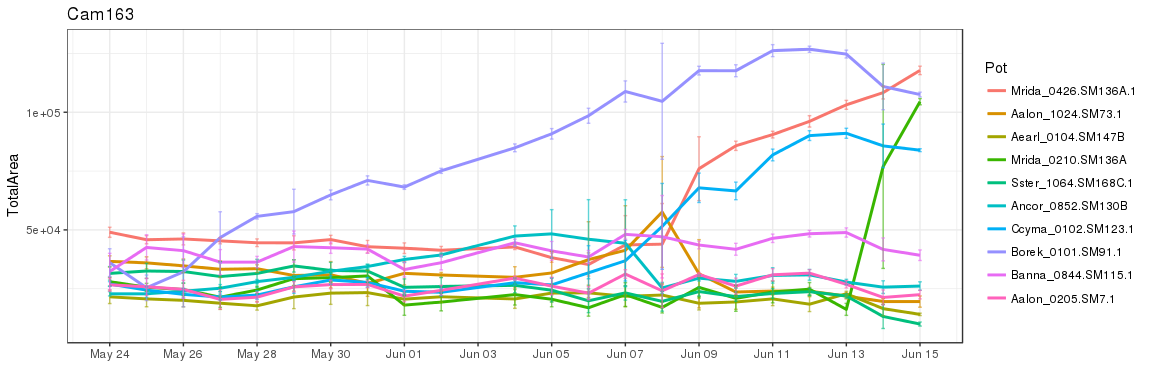 Cam163
TotalArea
1e+05
5e+04
May 24 May 26 May 28 May 30 Jun 01 Jun 03 Jun 05 Jun 07 Jun 09 Jun 11 Jun 13 Jun 15
Pot
Mrida_0426.SM136A.1
Aalon_1024.SM73.1
Aearl_0104.SM147B
Mrida_0210.SM136A
Sster_1064.SM168C.1
Ancor_0852.SM130B
Ccyma_0102.SM123.1
Borek_0101.SM91.1
Banna_0844.SM115.1
Aalon_0205.SM7.1